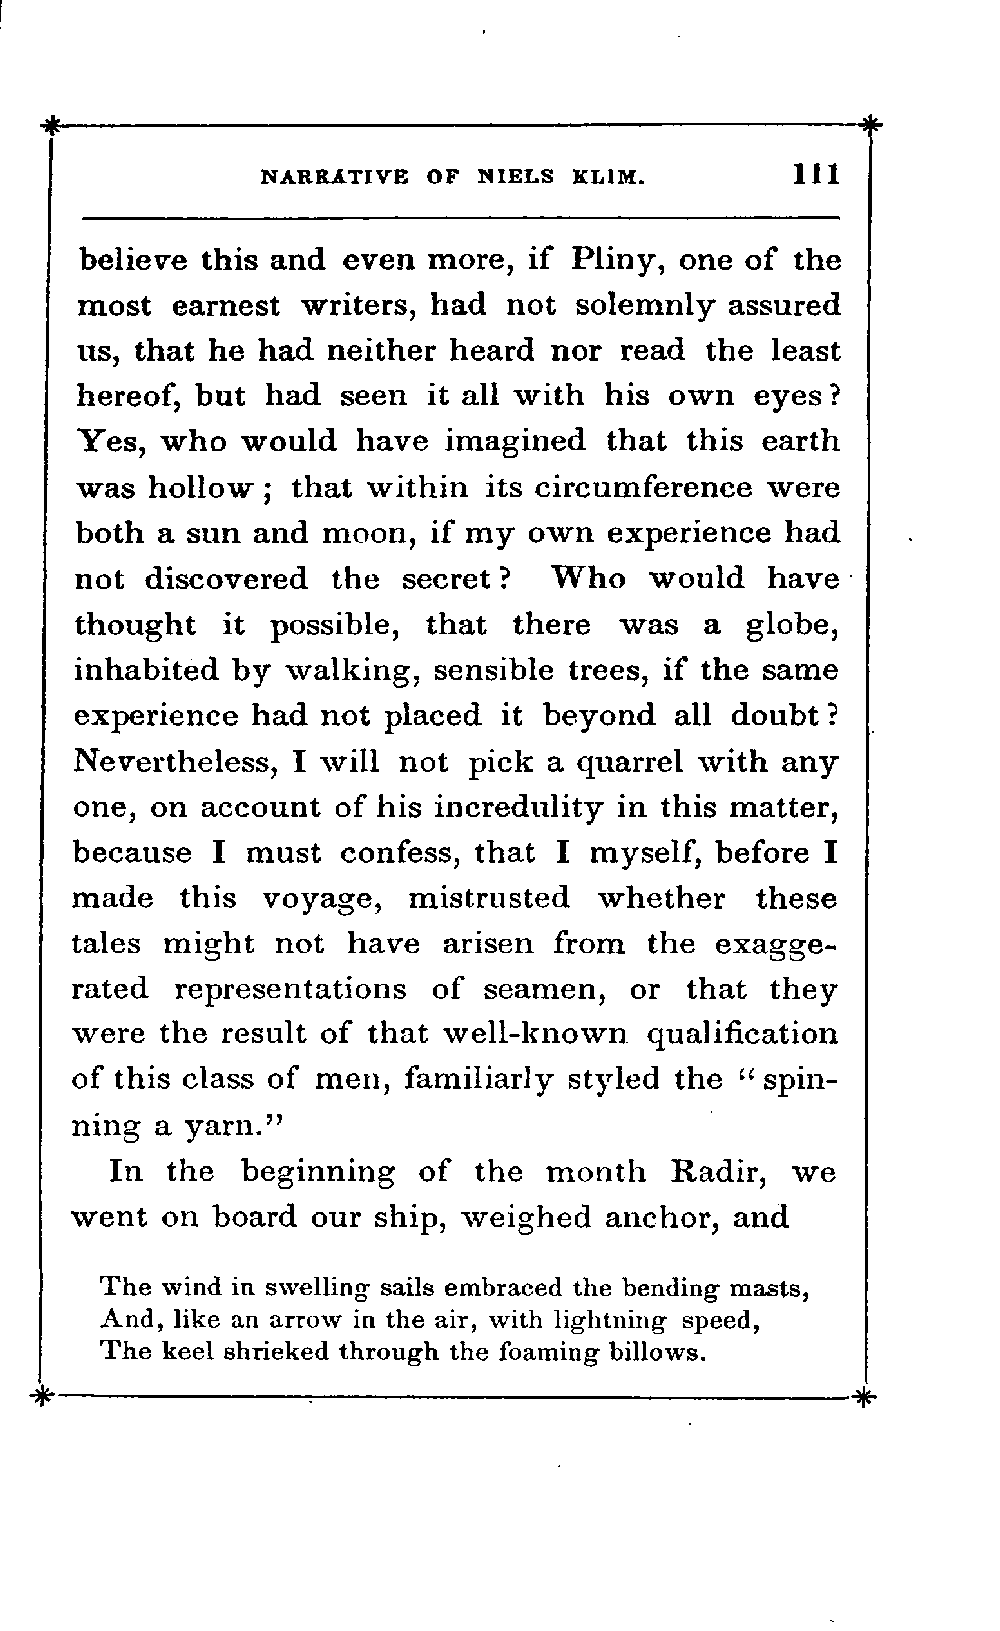 NARRATIVE OF NIELS KLIM. 111
believe this and even more, if Pliny, one of the
most earnest writers, had not solemnly assured
us, that he had neither heard nor read the least
hereof, but had seen it all with his own eyes?
Yes, who would have imagined that this earth
was hollow; that within its circumference were
both a sun and moon, if my own experience had
not discovered the secret? Who would have
thought it possible, that there was a globe,
inhabited by walking, sensible trees, if the same
experience had not placed it beyond all doubt?
Nevertheless, I will not pick a quarrel with any
one, on account of his incredulity in this matter,
because I must confess, that I myself, before I
made this voyage, mistrusted whether these
tales might not have arisen from the exagge-
rated representations of seamen, or that they
were the result of that well-known qualification
of this class of men, familiarly styled the "spin-
ning a yarn."
In the beginning of the month Radir, we
went on board our ship, weighed anchor, and
The wind in swelling sails embraced the bending masts,
And, like an arrow in the air, with lightning speed,
The keel shrieked through the foaming billows.